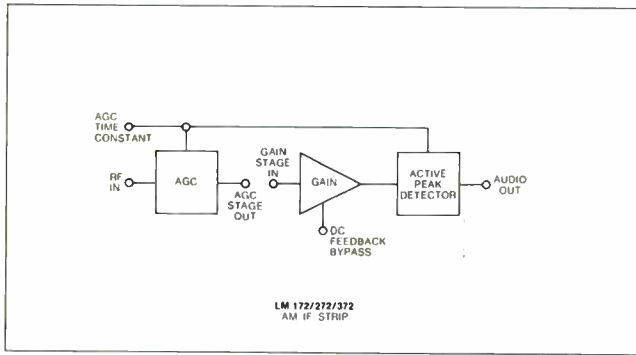 AGC
TIME
CONSTANT
RF
IN
AGC
AGC
STAGE
OUT
GAIN
STAGE
IN
GAIN
DC
FEEDBACK
BYPASS
ACTIVE
PEAK
DETECTOR
AUDIO
OUT
LM 172/272/372
AM IF STRIP